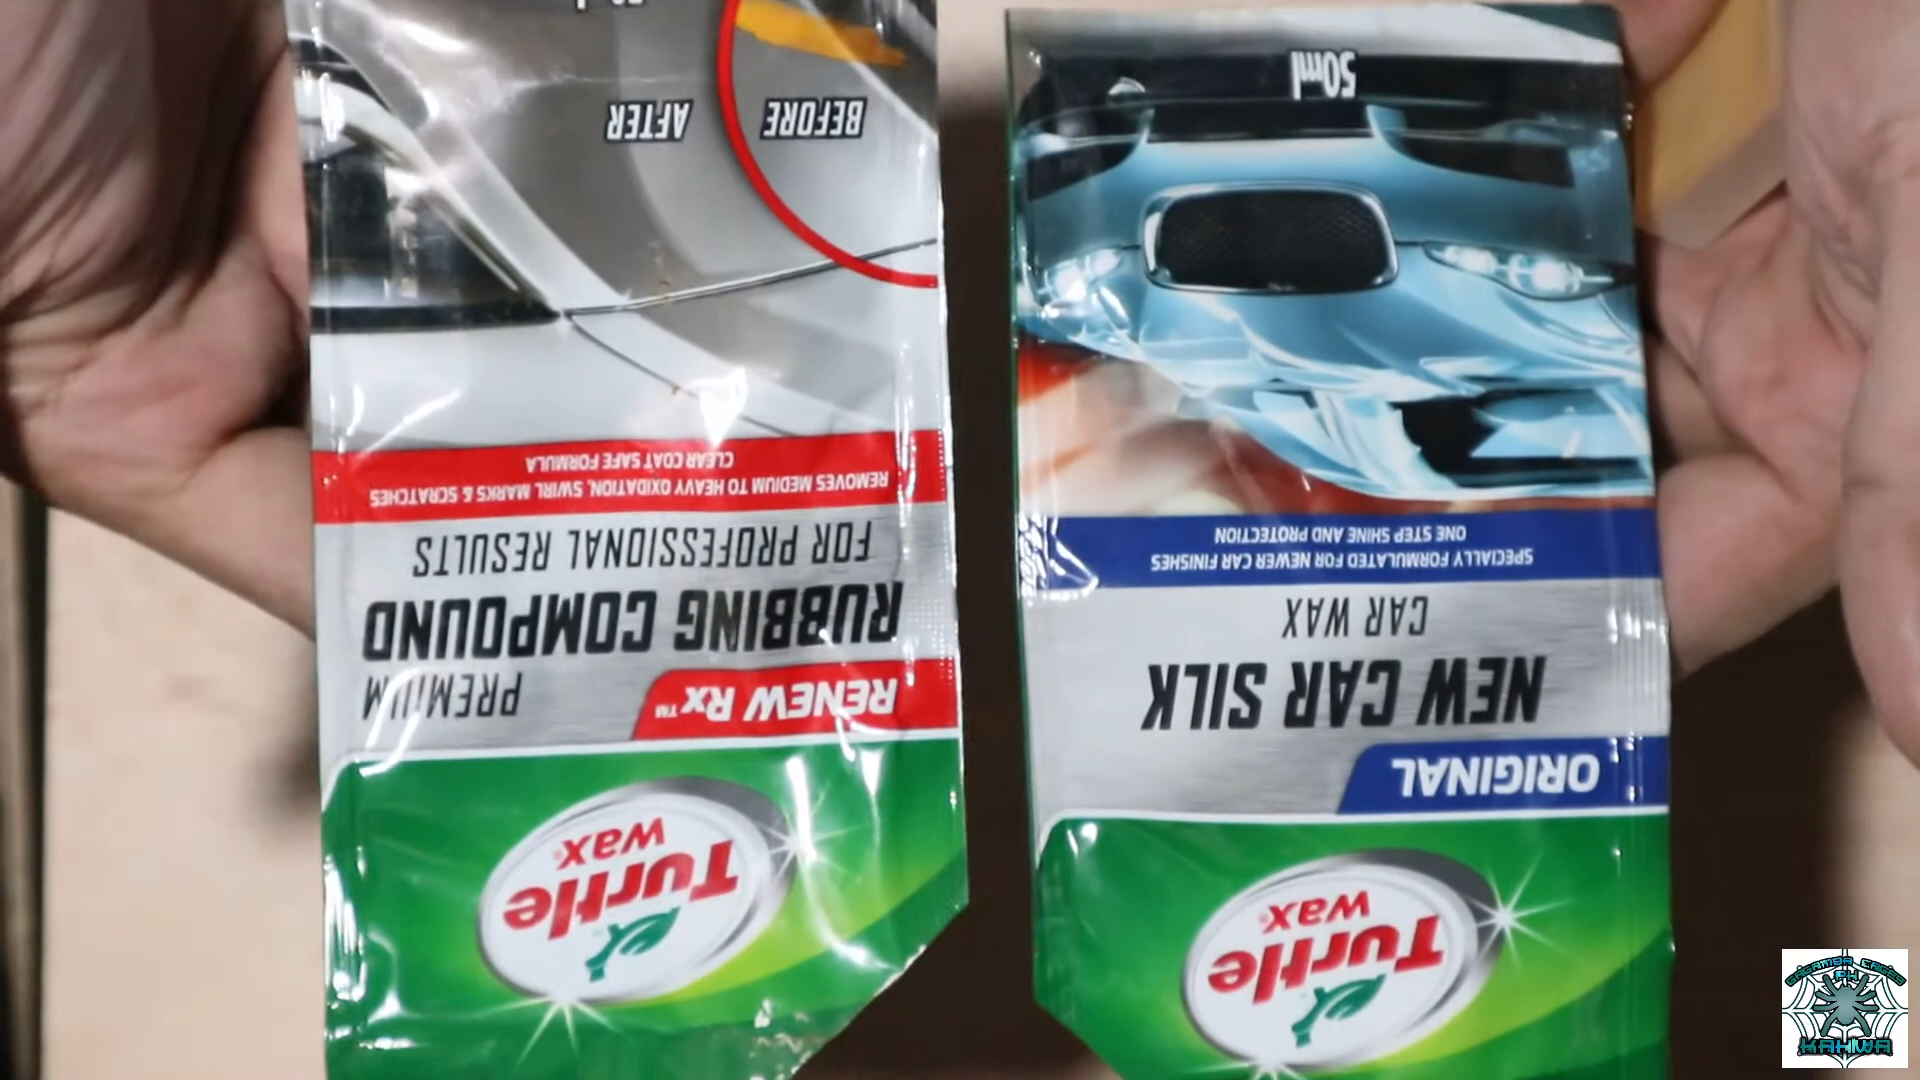 Turtle
wax
RENEW Rx™
PREMIUM
RUBBING COMPOUND
FOR PROFESSIONAL RESULTS
REMOVES MEDIUM TO HEAVY OXIDATION, SWIRL MARKS & SCRATCHES
CLEAR COAT SAFE FORMULA
BEFORE
AFTER
Turtle
wax
ORIGINAL
NEW CAR SILK
CAR WAX
SPECIALLY FORMULATED FOR NEWER CAR FINISHES
ONE STEP SHINE AND PROTECTION
50ml
PH
KAHIWA